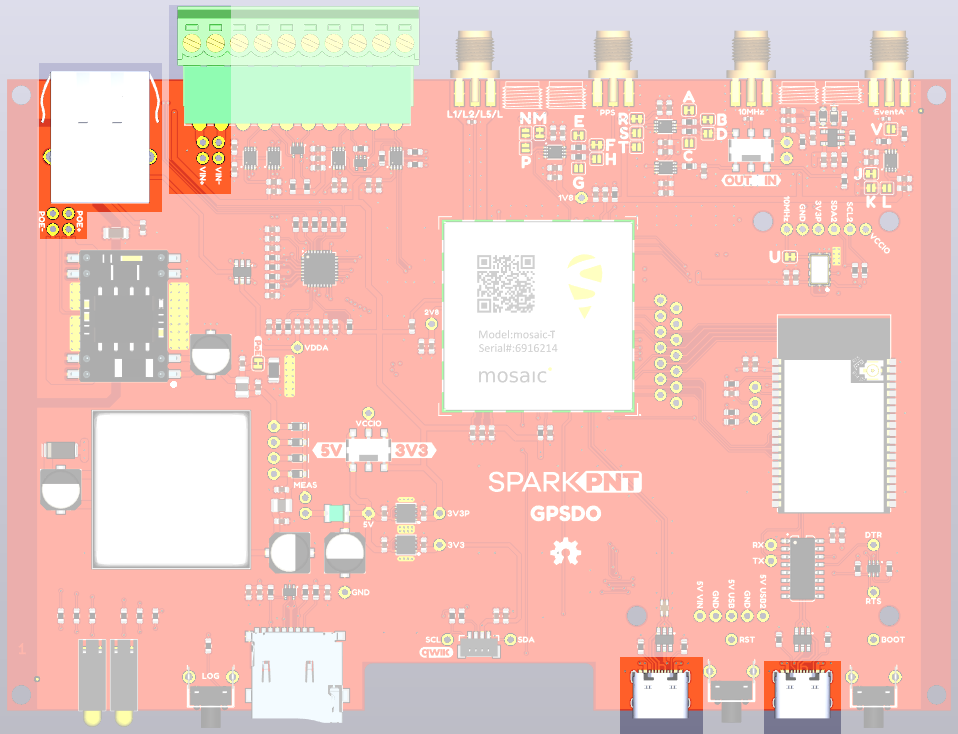 L1/L2/L5/L
PPS
10MHz
EventA
N M
E
R
A
B
V
S
D
P
F
T
C
H
G
J
K L
OUT IN
VIN+
VIN-
POE-
POE+
1V8
10MHz
GND
3V3P
SDA2
SCL2
VCCIO
U
2V8
Model:mosaic-T
Serial#:6916214
mosaic
VDDA
VCCIO
5V
3V3
MEAS
SPARKPNT
GPSDO
5V
3V3P
3V3
GND
RX
TX
DTR
RTS
5V VIN
GND
5V USB
GND
5V USB2
SCL
SDA
QWIIC
RST
BOOT
LOG
1